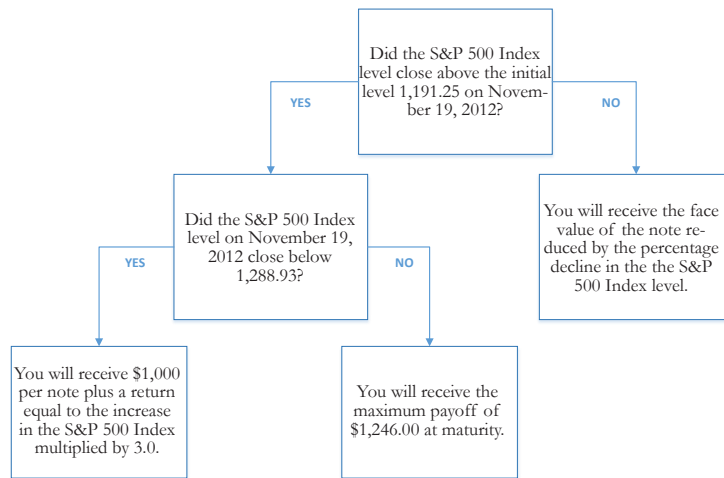 Did the S&P 500 Index
level close above the initial
level 1,191.25 on Novem-
ber 19, 2012?
YES
NO
Did the S&P 500 Index
level on November 19,
2012 close below
1,288.93?
You will receive the face
value of the note re-
duced by the percentage
decline in the the S&P
500 Index level.
YES
NO
You will receive $1,000
per note plus a return
equal to the increase
in the S&P 500 Index
multiplied by 3.0.
You will receive the
maximum payoff of
$1,246.00 at maturity.